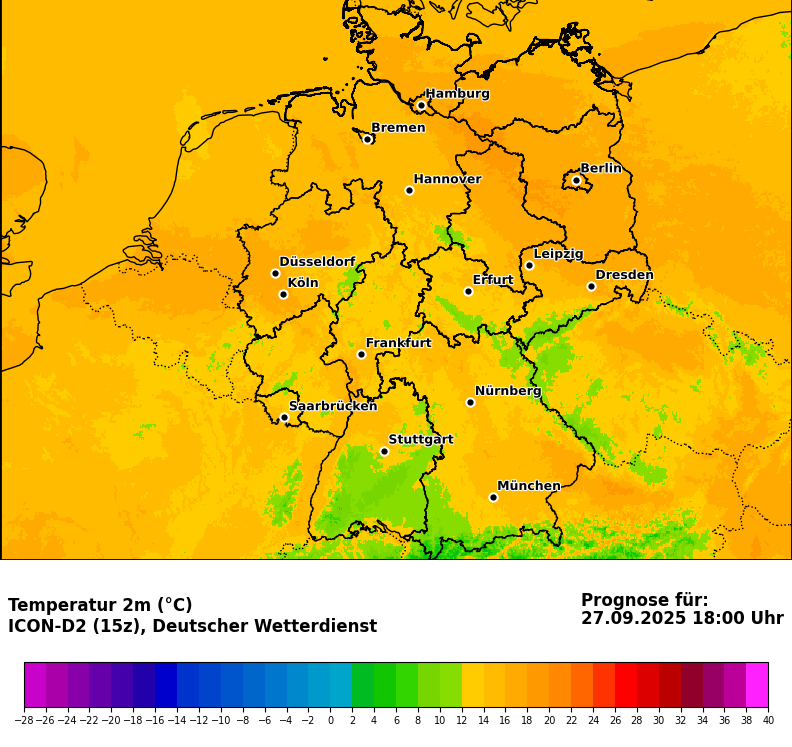 Hamburg
Bremen
Berlin
Hannover
Leipzig
Düsseldorf
Dresden
Köln
Erfurt
Frankfurt
Nürnberg
Saarbrücken
Stuttgart
München
Temperatur 2m (°C)
ICON-D2 (15z), Deutscher Wetterdienst
Prognose für:
27.09.2025 18:00 Uhr
−28 −26 −24 −22 −20 −18 −16 −14 −12 −10 −8 −6 −4 −2 0 2 4 6 8 10 12 14 16 18 20 22 24 26 28 30 32 34 36 38 40